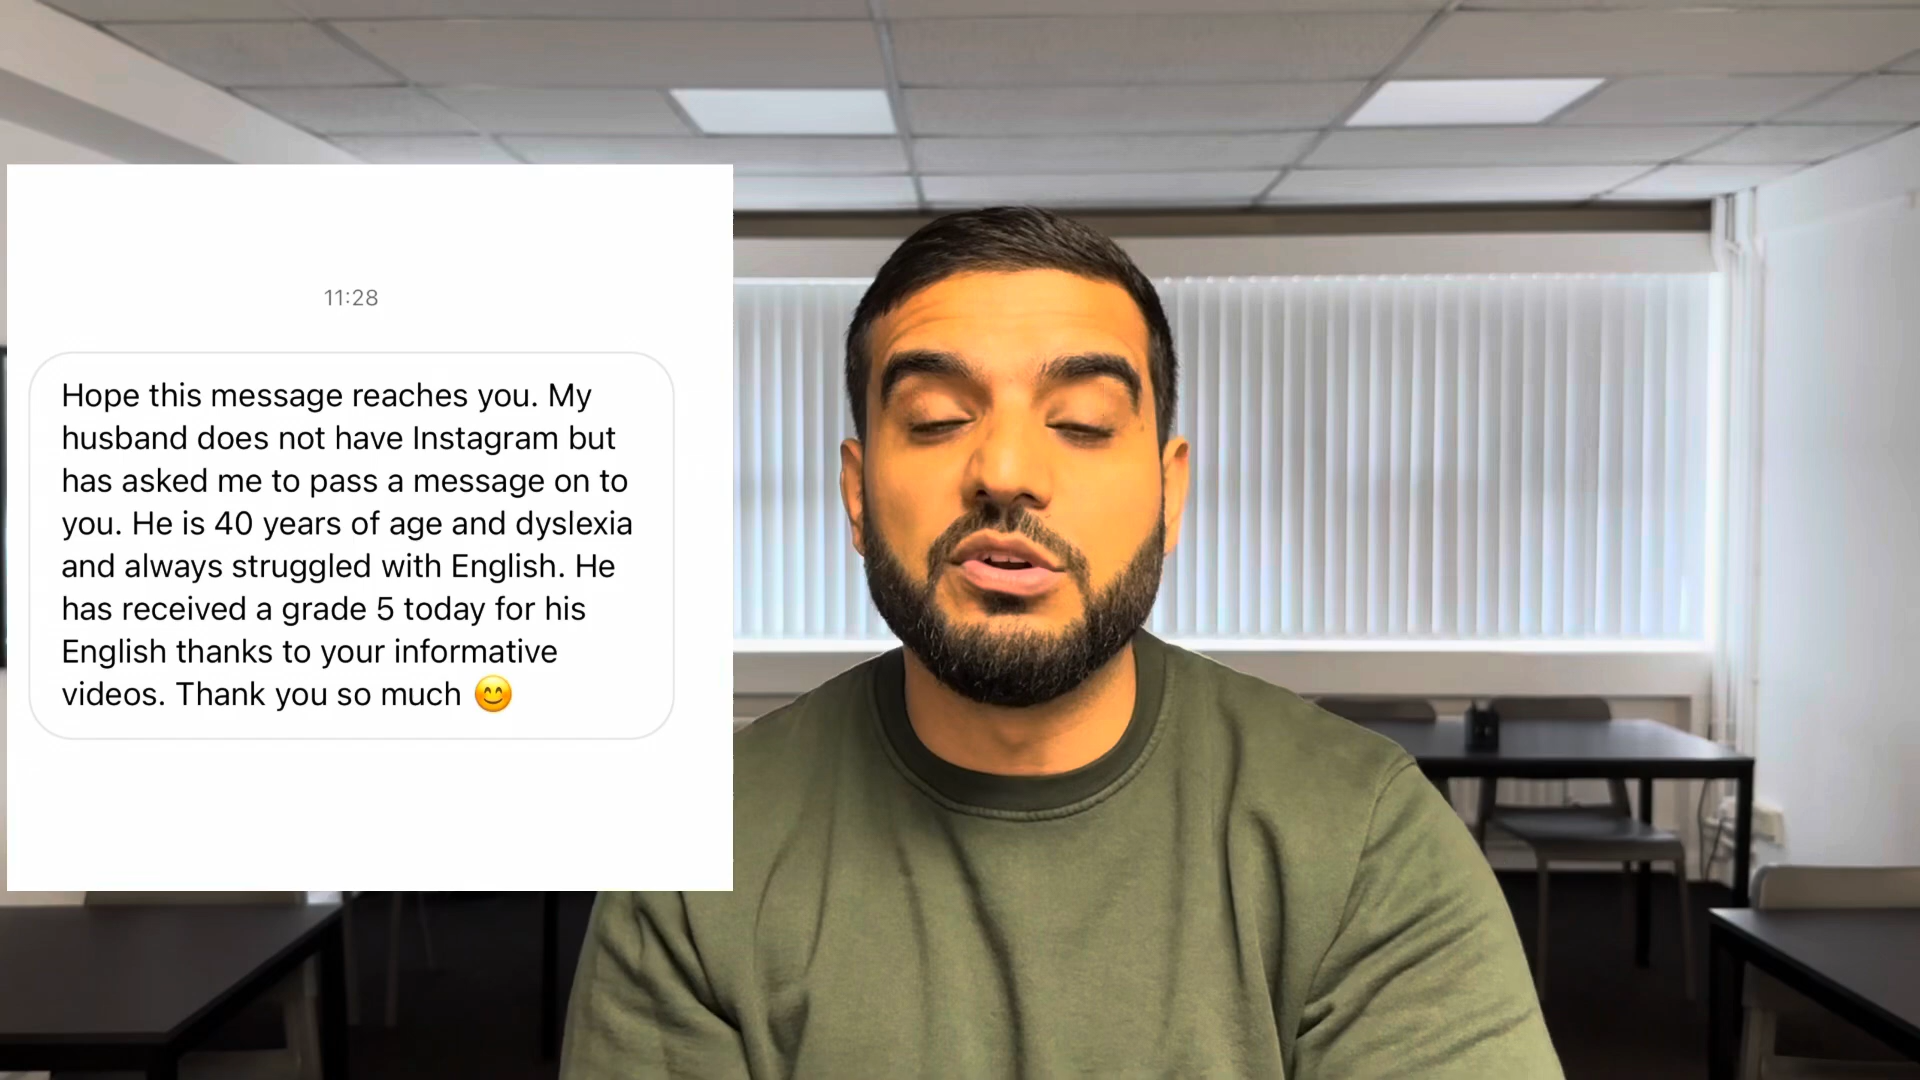 11:28
Hope this message reaches you. My
husband does not have Instagram but
has asked me to pass a message on to
you. He is 40 years of age and dyslexia
and always struggled with English. He
has received a grade 5 today for his
English thanks to your informative
videos. Thank you so much 😊